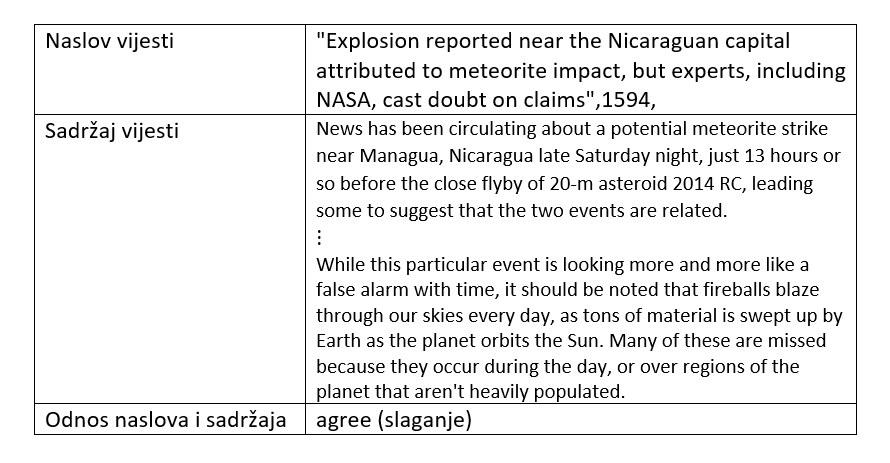 Naslov vijesti
"Explosion reported near the Nicaraguan capital
attributed to meteorite impact, but experts, including
NASA, cast doubt on claims",1594,
Sadržaj vijesti
News has been circulating about a potential meteorite strike
near Managua, Nicaragua late Saturday night, just 13 hours or
so before the close flyby of 20-m asteroid 2014 RC, leading
some to suggest that the two events are related.
⋮
While this particular event is looking more and more like a
false alarm with time, it should be noted that fireballs blaze
through our skies every day, as tons of material is swept up by
Earth as the planet orbits the Sun. Many of these are missed
because they occur during the day, or over regions of the
planet that aren't heavily populated.
Odnos naslova i sadržaja
agree (slaganje)